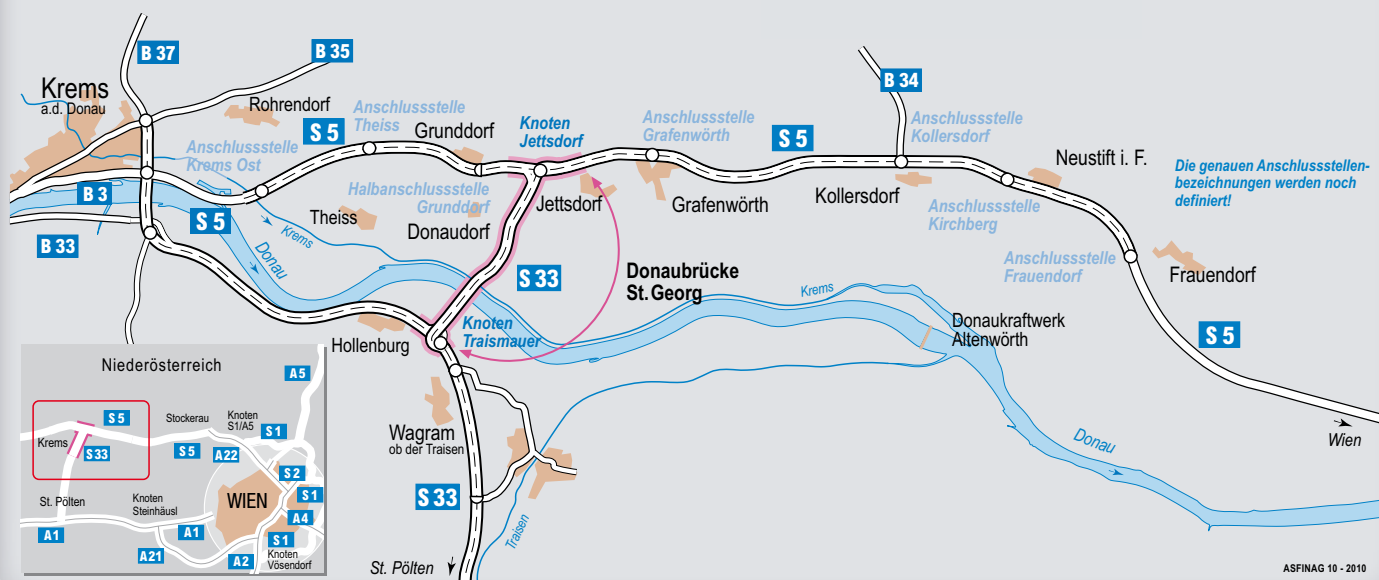 B 37
B 35
Krems
a.d. Donau
Rohrendorf
Anschlussstelle
Theiss
S 5
Grunddorf
Knoten
Jettsdorf
Anschlussstelle
Grafenwörth
S 5
B 34
Anschlussstelle
Kollersdorf
Neustift i. F.
Die genauen Anschlussstellen-
bezeichnungen werden noch
definiert!
Anschlussstelle
Krems Ost
Halbanschlussstelle
Grunddorf
B 3
Theiss
S 5
Krems
Donaudorf
Jettsdorf
Grafenwörth
Kollersdorf
Anschlussstelle
Kirchberg
B 33
Donau
S 33
Donaubrücke
St. Georg
Krems
Anschlussstelle
Frauendorf
Frauendorf
Knoten
Traismauer
Hollenburg
Donaukraftwerk
Altenwörth
S 5
Wagram
ob der Traisen
Donau
Wien
S 33
Traisen
St. Pölten
Niederösterreich
A 5
S 5
Stockerau
Knoten
S1/A5
S 1
Krems
S 33
S 5
A22
S 2
St. Pölten
Knoten
Steinhäusl
WIEN
S 1
A 4
A1
A1
S 1
A21
A 2
Knoten
Vösendorf
ASFINAG 10 - 2010